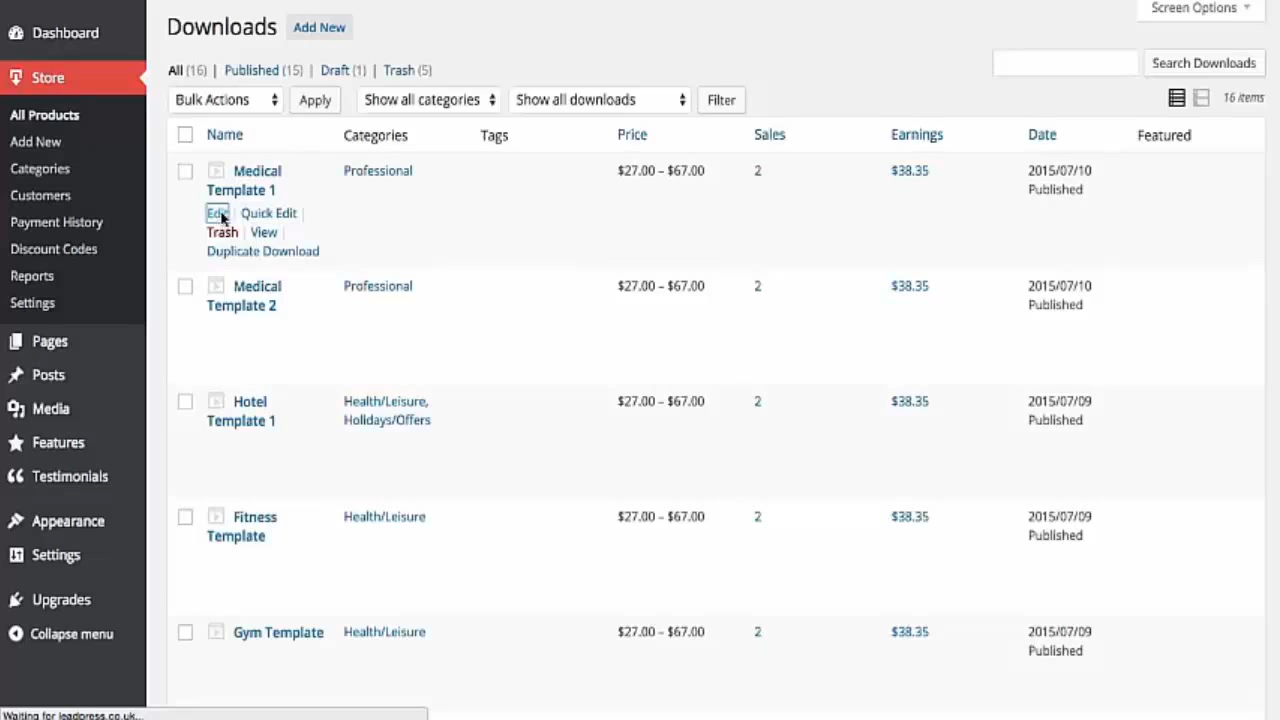 Dashboard
Store
All Products
Add New
Categories
Customers
Payment History
Discount Codes
Reports
Settings
Pages
Posts
Media
Features
Testimonials
Appearance
Settings
Upgrades
Collapse menu
Downloads Add New
Screen Options
All (16) | Published (15) | Draft (1) | Trash (5)
Search Downloads
Bulk Actions Apply Show all categories Show all downloads Filter
16 items
Name Categories Tags Price Sales Earnings Date Featured
Medical Professional $27.00 – $67.00 2 $38.35 2015/07/10
Template 1 Published
Edit | Quick Edit |
Trash | View |
Duplicate Download
Medical Professional $27.00 – $67.00 2 $38.35 2015/07/10
Template 2 Published
Hotel Health/Leisure, $27.00 – $67.00 2 $38.35 2015/07/09
Template 1 Holidays/Offers Published
Fitness Health/Leisure $27.00 – $67.00 2 $38.35 2015/07/09
Template Published
Gym Template Health/Leisure $27.00 – $67.00 2 $38.35 2015/07/09
Published
Waiting for leadpress.co.uk...